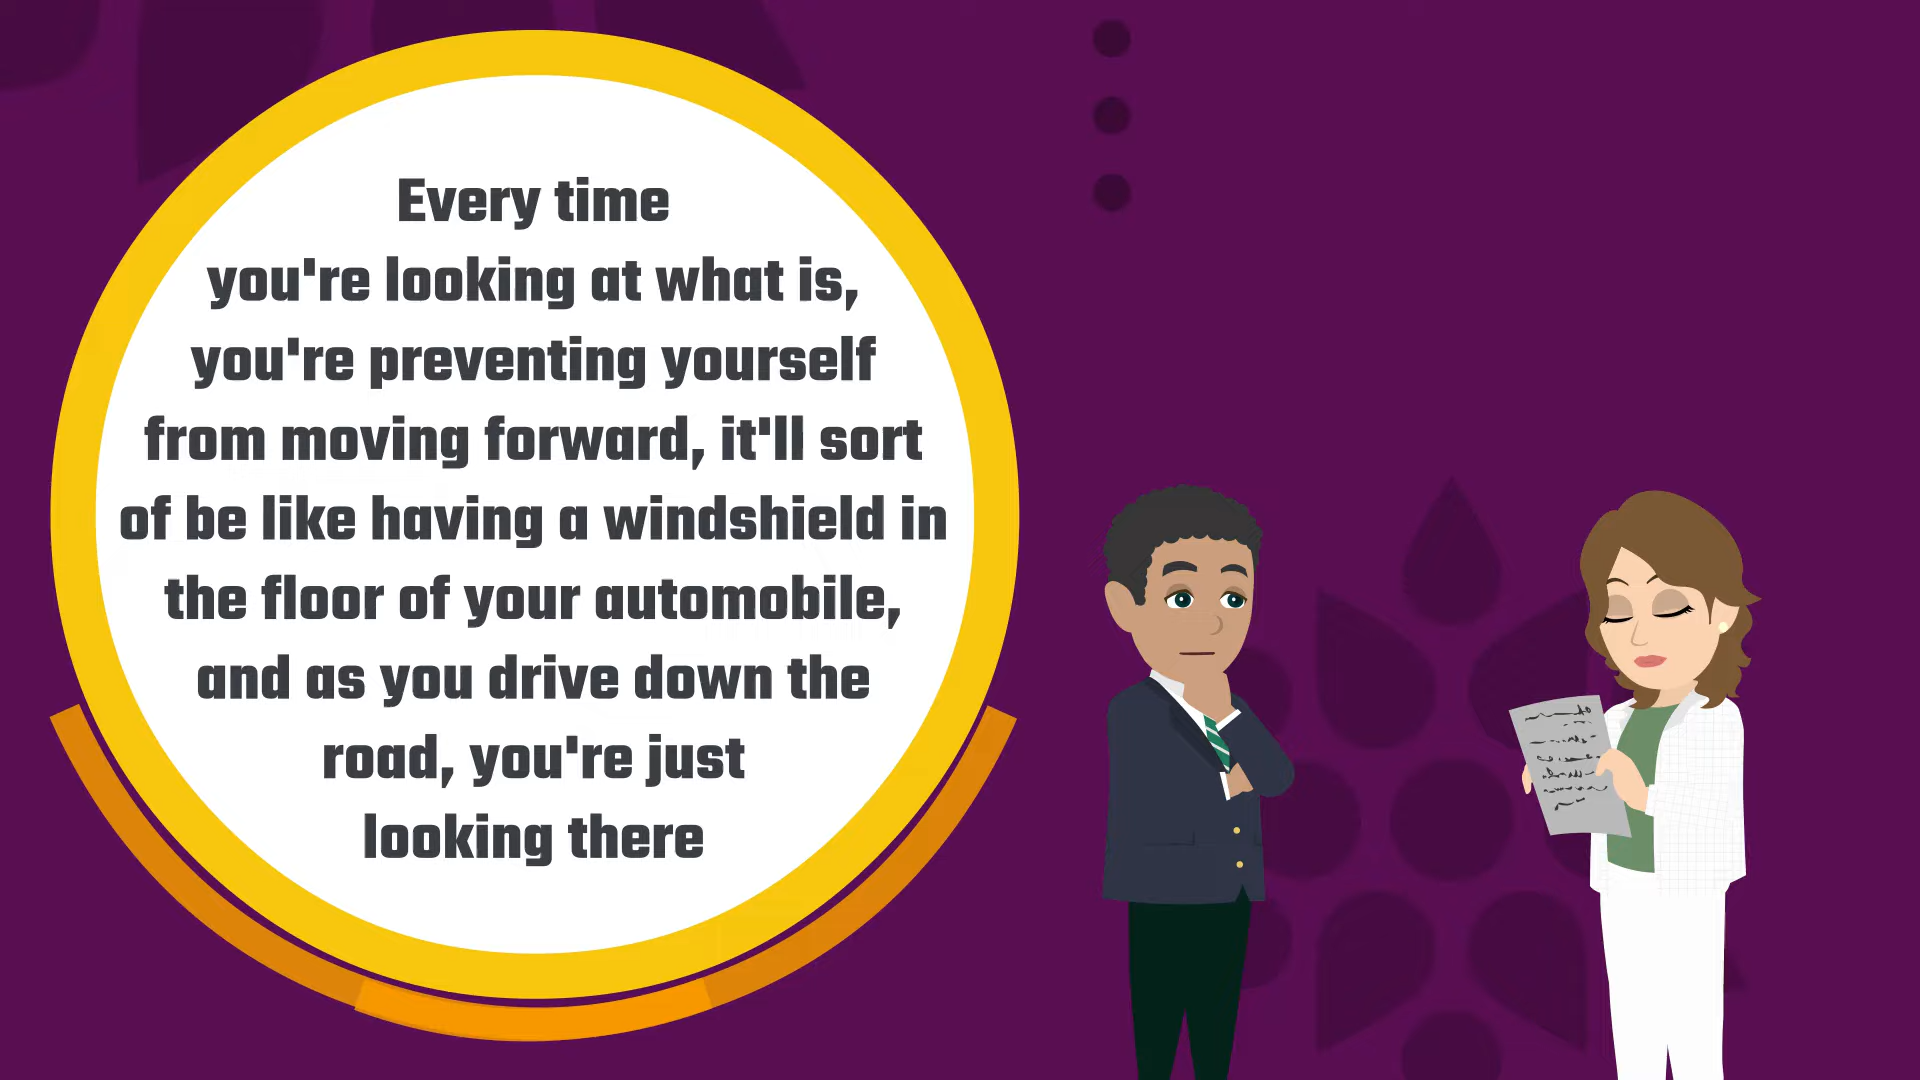 Every time
you're looking at what is,
you're preventing yourself
from moving forward, it'll sort
of be like having a windshield in
the floor of your automobile,
and as you drive down the
road, you're just
looking there